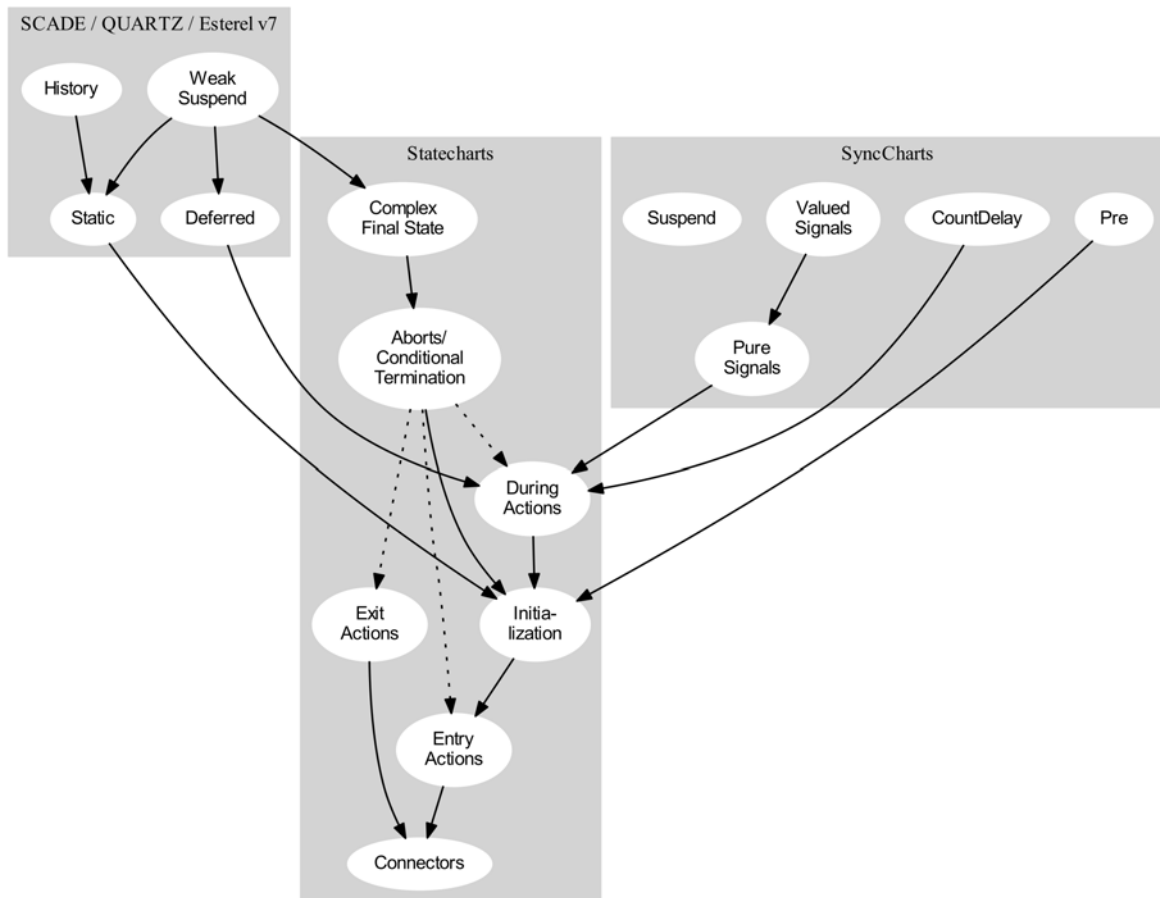 SCADE / QUARTZ / Esterel v7
History
Weak
Suspend
Static
Deferred
Statecharts
Complex
Final State
Aborts/
Conditional
Termination
During
Actions
Exit
Actions
Initia-
lization
Entry
Actions
Connectors
SyncCharts
Suspend
Valued
Signals
CountDelay
Pre
Pure
Signals